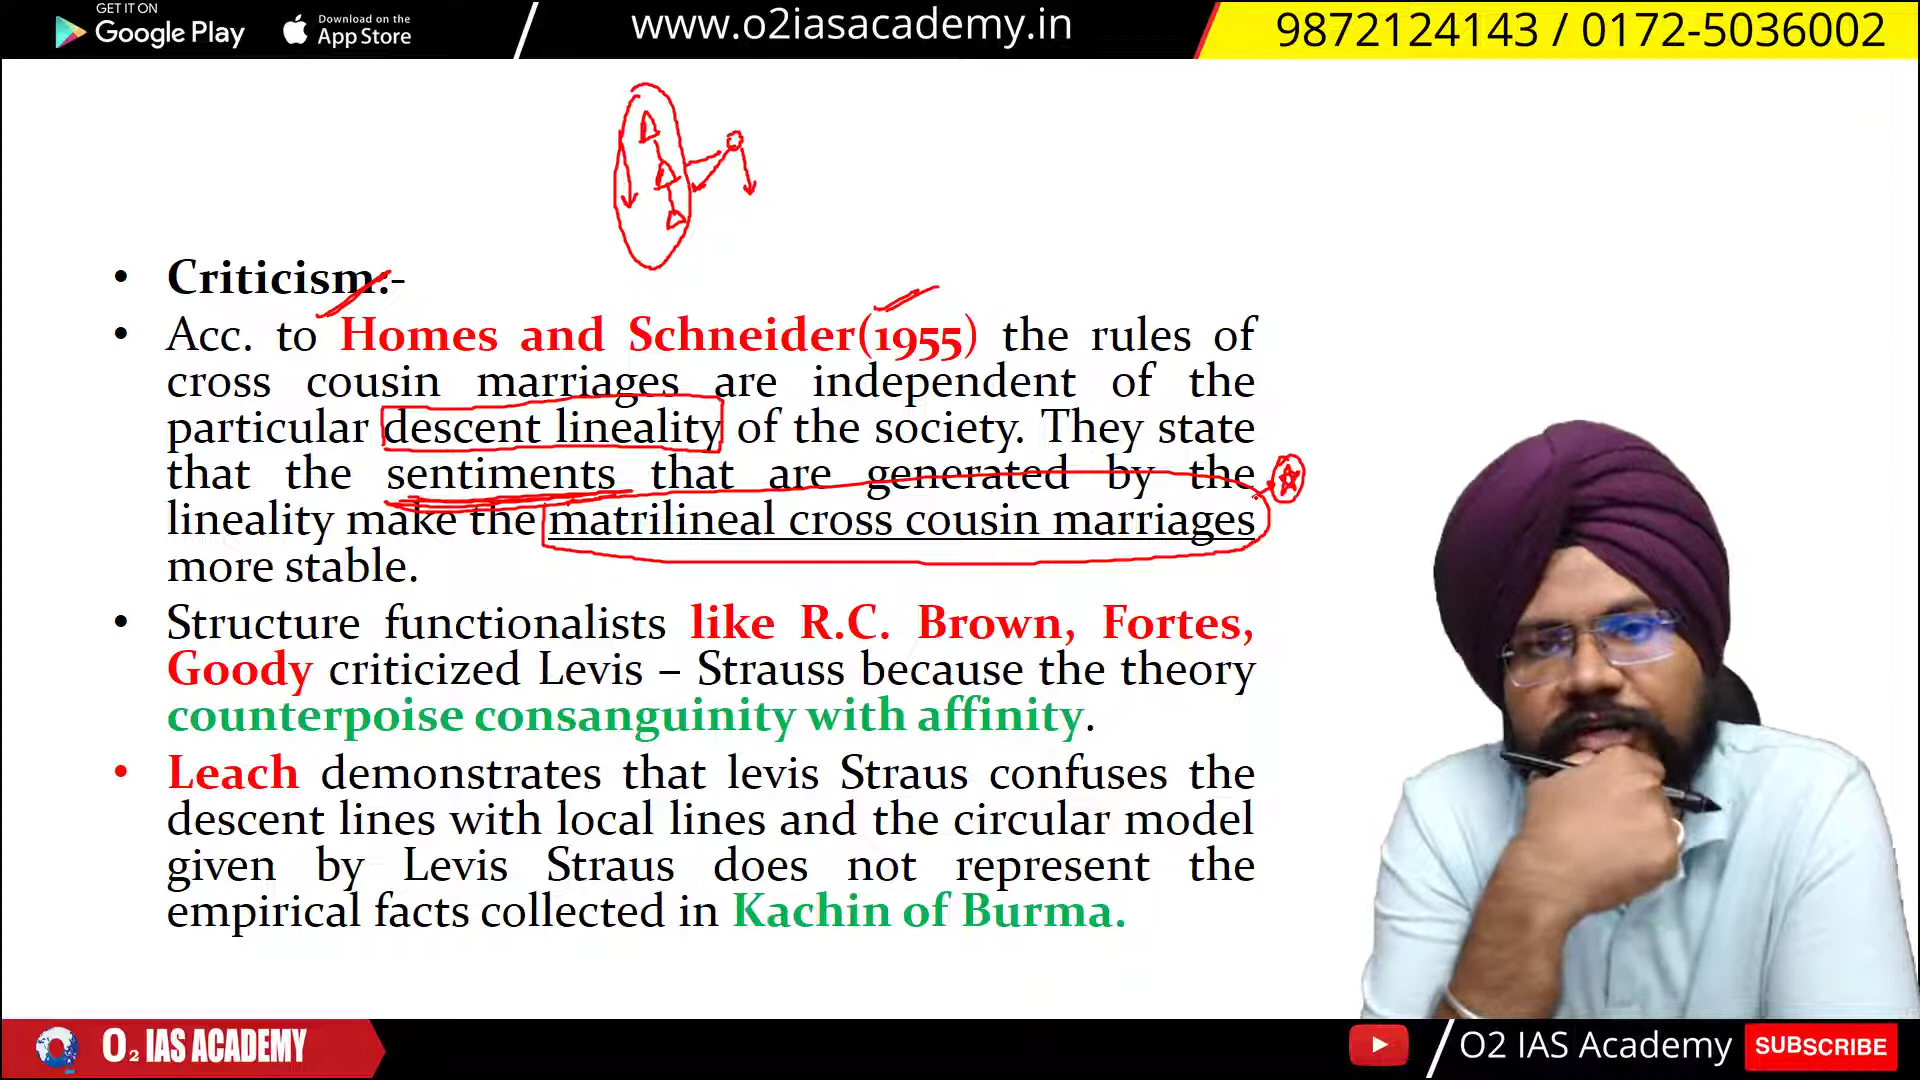 GET IT ON
Google Play
Download on the
App Store
www.o2iasacademy.in
9872124143 / 0172-5036002
• Criticism:-
• Acc. to Homes and Schneider(1955) the rules of
cross cousin marriages are independent of the
particular descent lineality of the society. They state
that the sentiments that are generated by the
lineality make the matrilineal cross cousin marriages
more stable.
• Structure functionalists like R.C. Brown, Fortes,
Goody criticized Levis – Strauss because the theory
counterpoise consanguinity with affinity.
• Leach demonstrates that levis Straus confuses the
descent lines with local lines and the circular model
given by Levis Straus does not represent the
empirical facts collected in Kachin of Burma.
O2 IAS ACADEMY
O2 IAS Academy
SUBSCRIBE